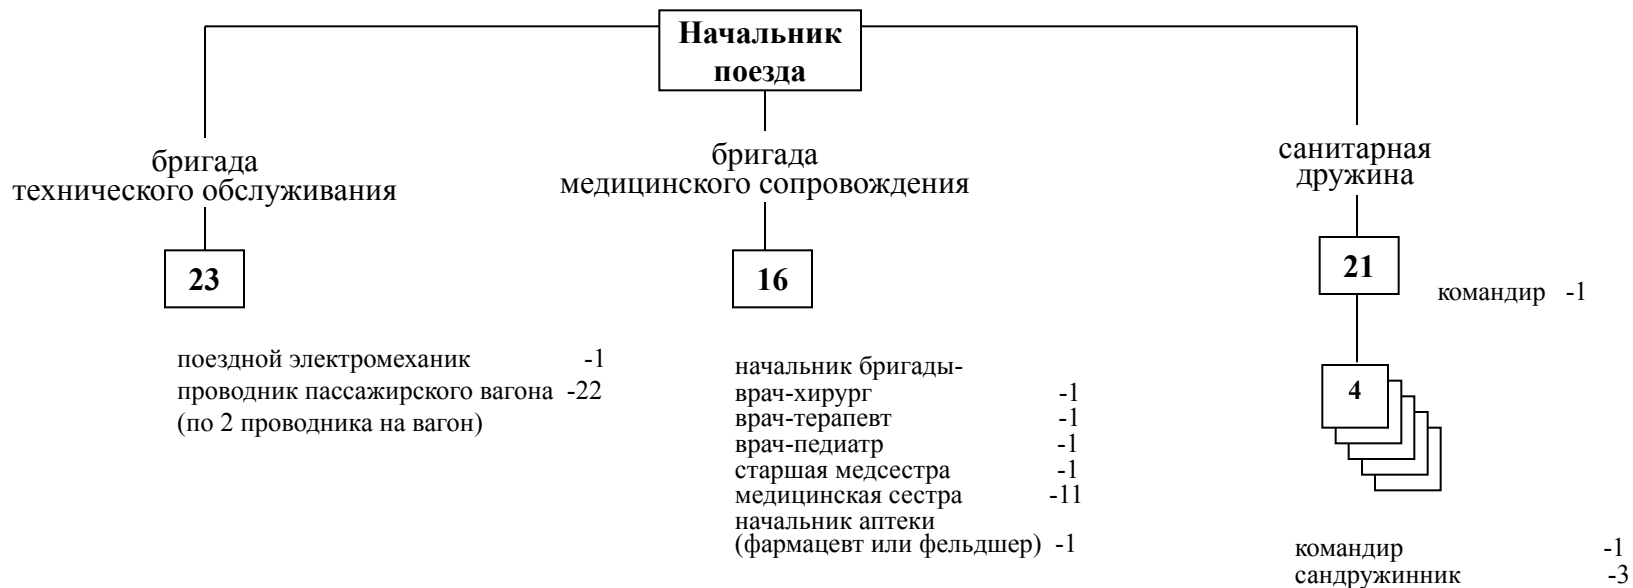 Начальник
поезда
бригада
технического обслуживания
23
поездной электромеханик -1
проводник пассажирского вагона -22
(по 2 проводника на вагон)
бригада
медицинского сопровождения
16
начальник бригады-
врач-хирург -1
врач-терапевт -1
врач-педиатр -1
старшая медсестра -1
медицинская сестра -11
начальник аптеки
(фармацевт или фельдшер) -1
санитарная
дружина
21
командир -1
4
командир -1
сандружинник -3